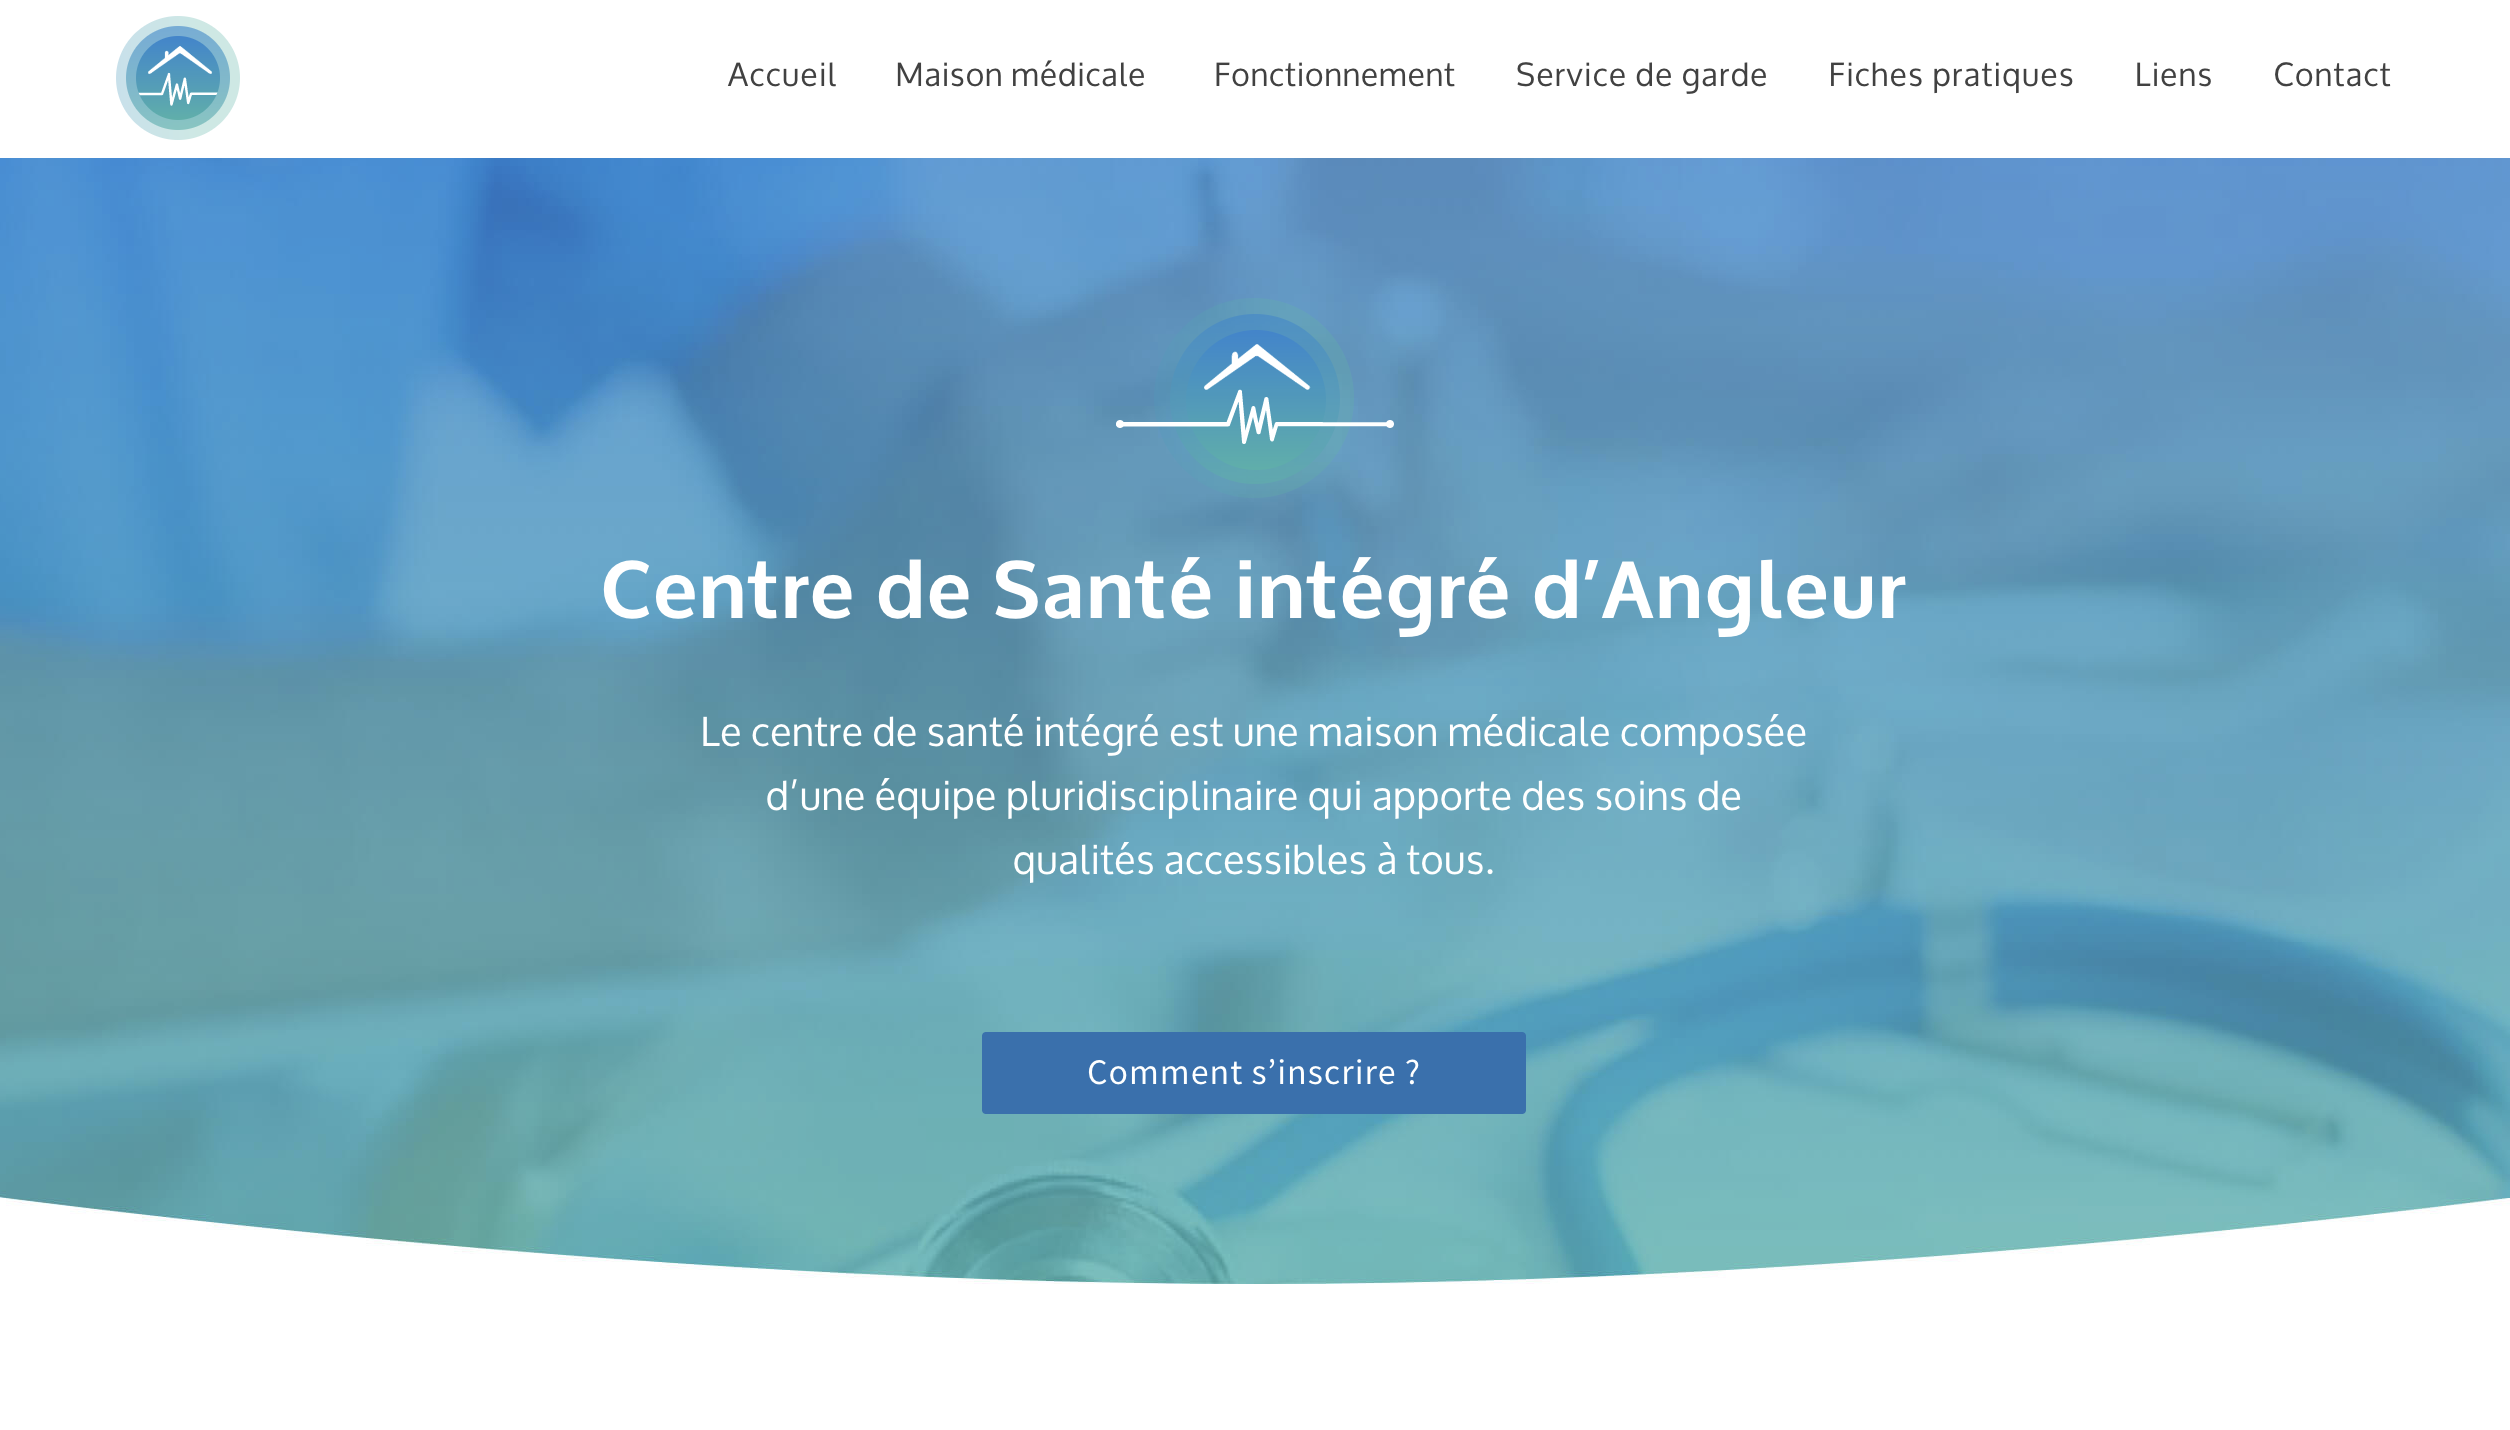 Accueil Maison médicale Fonctionnement Service de garde Fiches pratiques Liens Contact
Centre de Santé intégré d’Angleur
Le centre de santé intégré est une maison médicale composée
d’une équipe pluridisciplinaire qui apporte des soins de
qualités accessibles à tous.
Comment s’inscrire ?